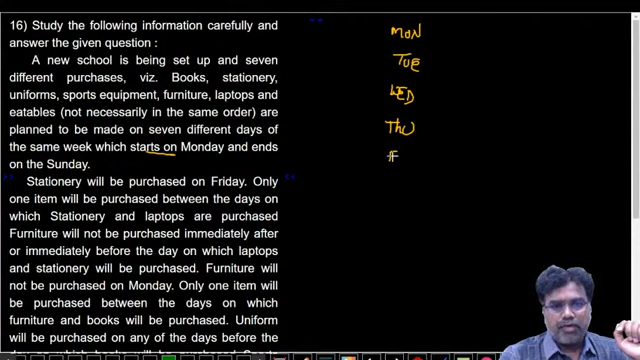 16) Study the following information carefully and
answer the given question :
A new school is being set up and seven
different purchases, viz. Books, stationery,
uniforms, sports equipment, furniture, laptops and
eatables (not necessarily in the same order) are
planned to be made on seven different days of
the same week which starts on Monday and ends
on the Sunday.
Stationery will be purchased on Friday. Only
one item will be purchased between the days on
which Stationery and laptops are purchased
Furniture will not be purchased immediately after
or immediately before the day on which laptops
and stationery will be purchased. Furniture will
not be purchased on Monday. Only one item will
be purchased between the days on which
furniture and books will be purchased. Uniform
will be purchased on any of the days before the
day on which books will be purchased
MON
TUE
WED
Thu
F